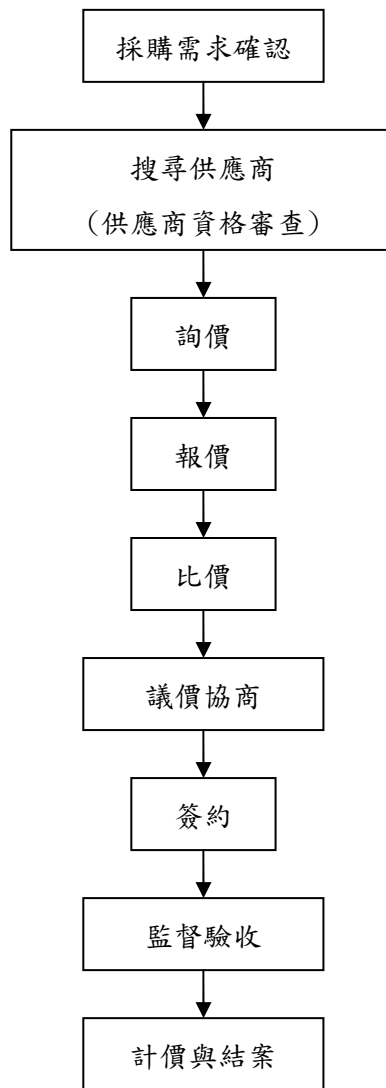 採購需求確認
搜尋供應商
（供應商資格審查）
詢價
報價
比價
議價協商
簽約
監督驗收
計價與結案